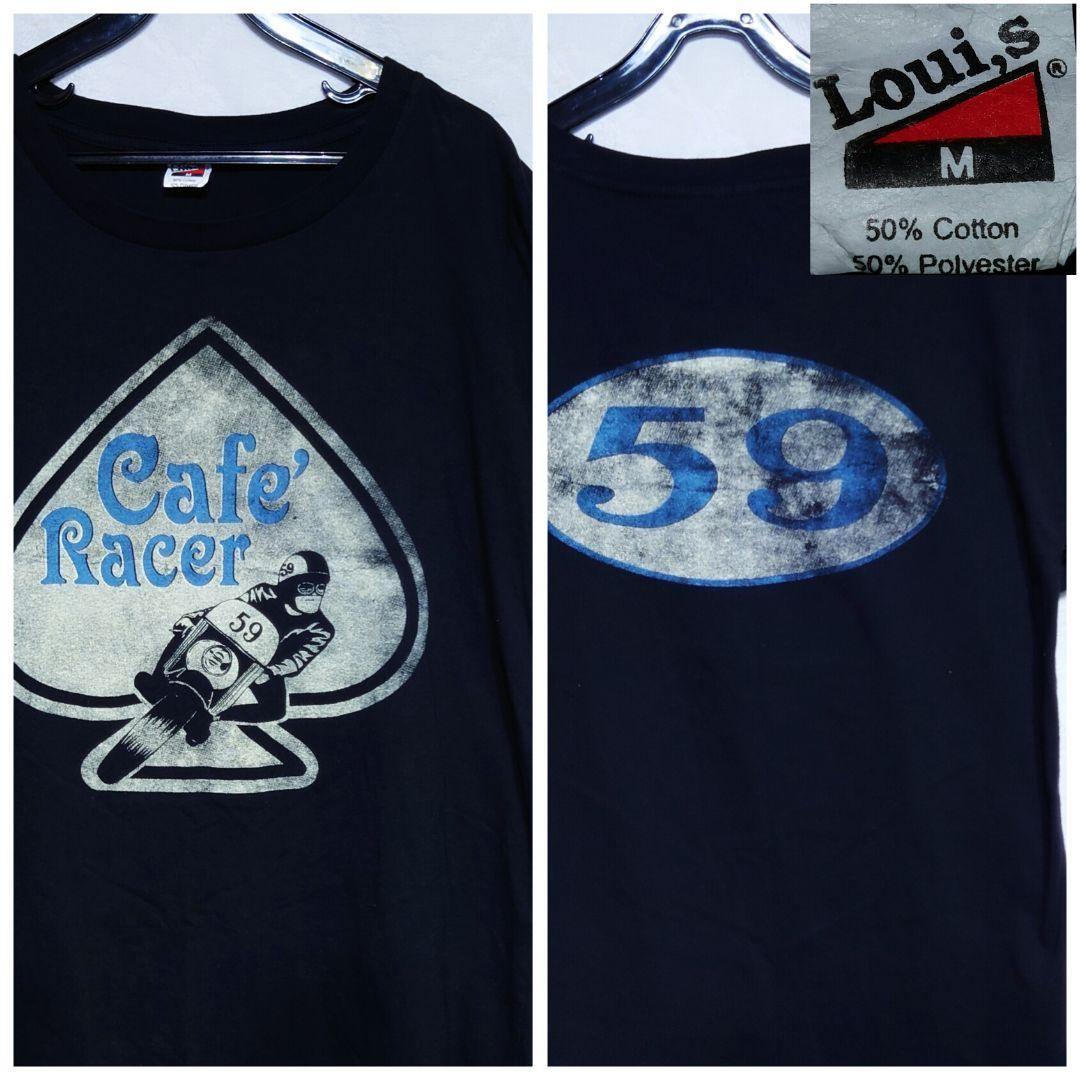 Cafe'
Racer
59
59
59
Loui,s ®
M
50% Cotton
50% Polyester